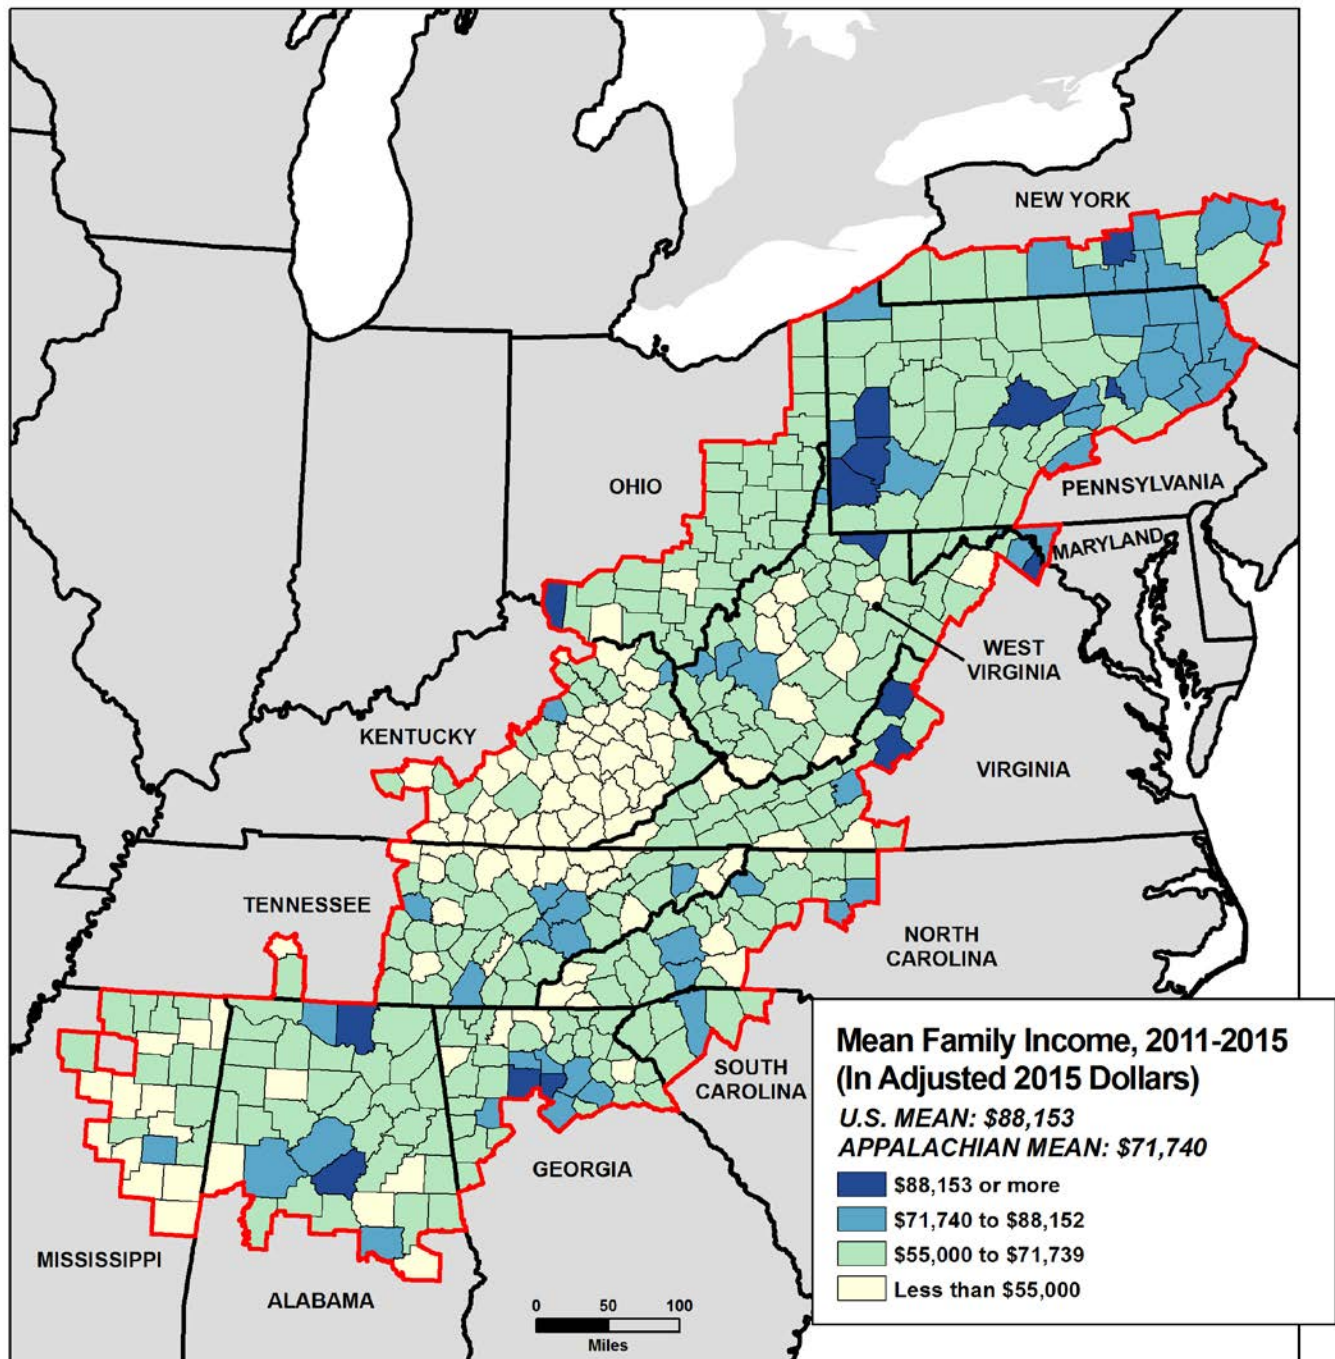 NEW YORK
OHIO
PENNSYLVANIA
MARYLAND
WEST
VIRGINIA
KENTUCKY
VIRGINIA
TENNESSEE
NORTH
CAROLINA
SOUTH
CAROLINA
GEORGIA
MISSISSIPPI
ALABAMA
0 50 100
Miles
Mean Family Income, 2011-2015
(In Adjusted 2015 Dollars)
U.S. MEAN: $88,153
APPALACHIAN MEAN: $71,740
$88,153 or more
$71,740 to $88,152
$55,000 to $71,739
Less than $55,000